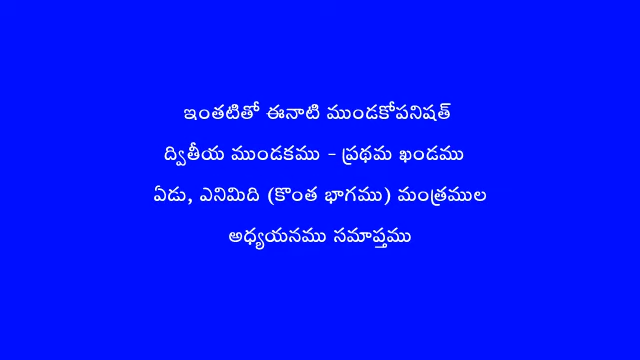 ఇంతటితో ఈనాటి ముండకోపనిషత్
ద్వితీయ ముండకము - ప్రథమ ఖండము
ఏడు, ఎనిమిది (కొంత భాగము) మంత్రముల
అధ్యయనము సమాప్తము